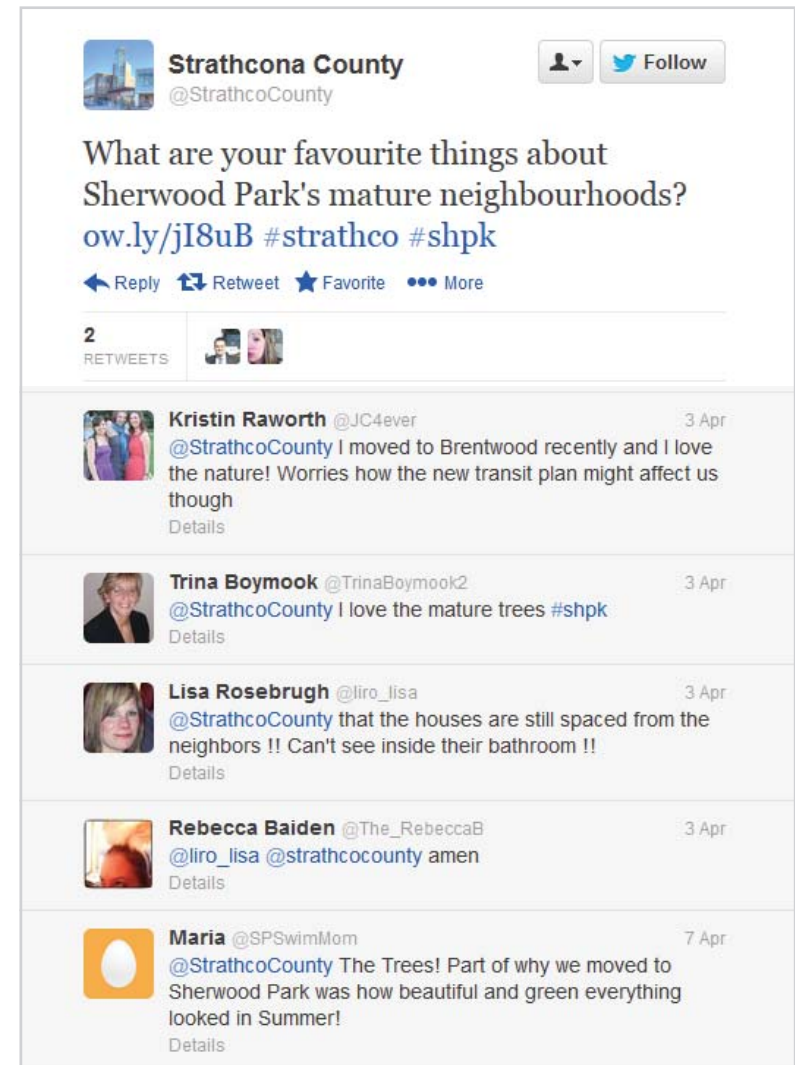 Strathcona County
@StrathcoCounty
Follow
What are your favourite things about
Sherwood Park's mature neighbourhoods?
ow.ly/jI8uB #strathco #shpk
Reply Retweet Favorite More
2
RETWEETS
Kristin Raworth @JC4ever 3 Apr
@StrathcoCounty I moved to Brentwood recently and I love
the nature! Worries how the new transit plan might affect us
though
Details
Trina Boymook @TrinaBoymook2 3 Apr
@StrathcoCounty I love the mature trees #shpk
Details
Lisa Rosebrugh @liro_lisa 3 Apr
@StrathcoCounty that the houses are still spaced from the
neighbors !! Can't see inside their bathroom !!
Details
Rebecca Baiden @The_RebeccaB 3 Apr
@liro_lisa @strathcocounty amen
Details
Maria @SPSwimMom 7 Apr
@StrathcoCounty The Trees! Part of why we moved to
Sherwood Park was how beautiful and green everything
looked in Summer!
Details